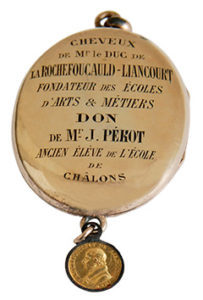 CHEVEUX
DE Mr le DUC DE
LA ROCHEFOUCAULD-LIANCOURT
FONDATEUR DES ÉCOLES
D'ARTS & MÉTIERS
DON
DE Mr J. PÉROT
ANCIEN ÉLÈVE DE L'ÉCOLE
DE
CHÂLONS